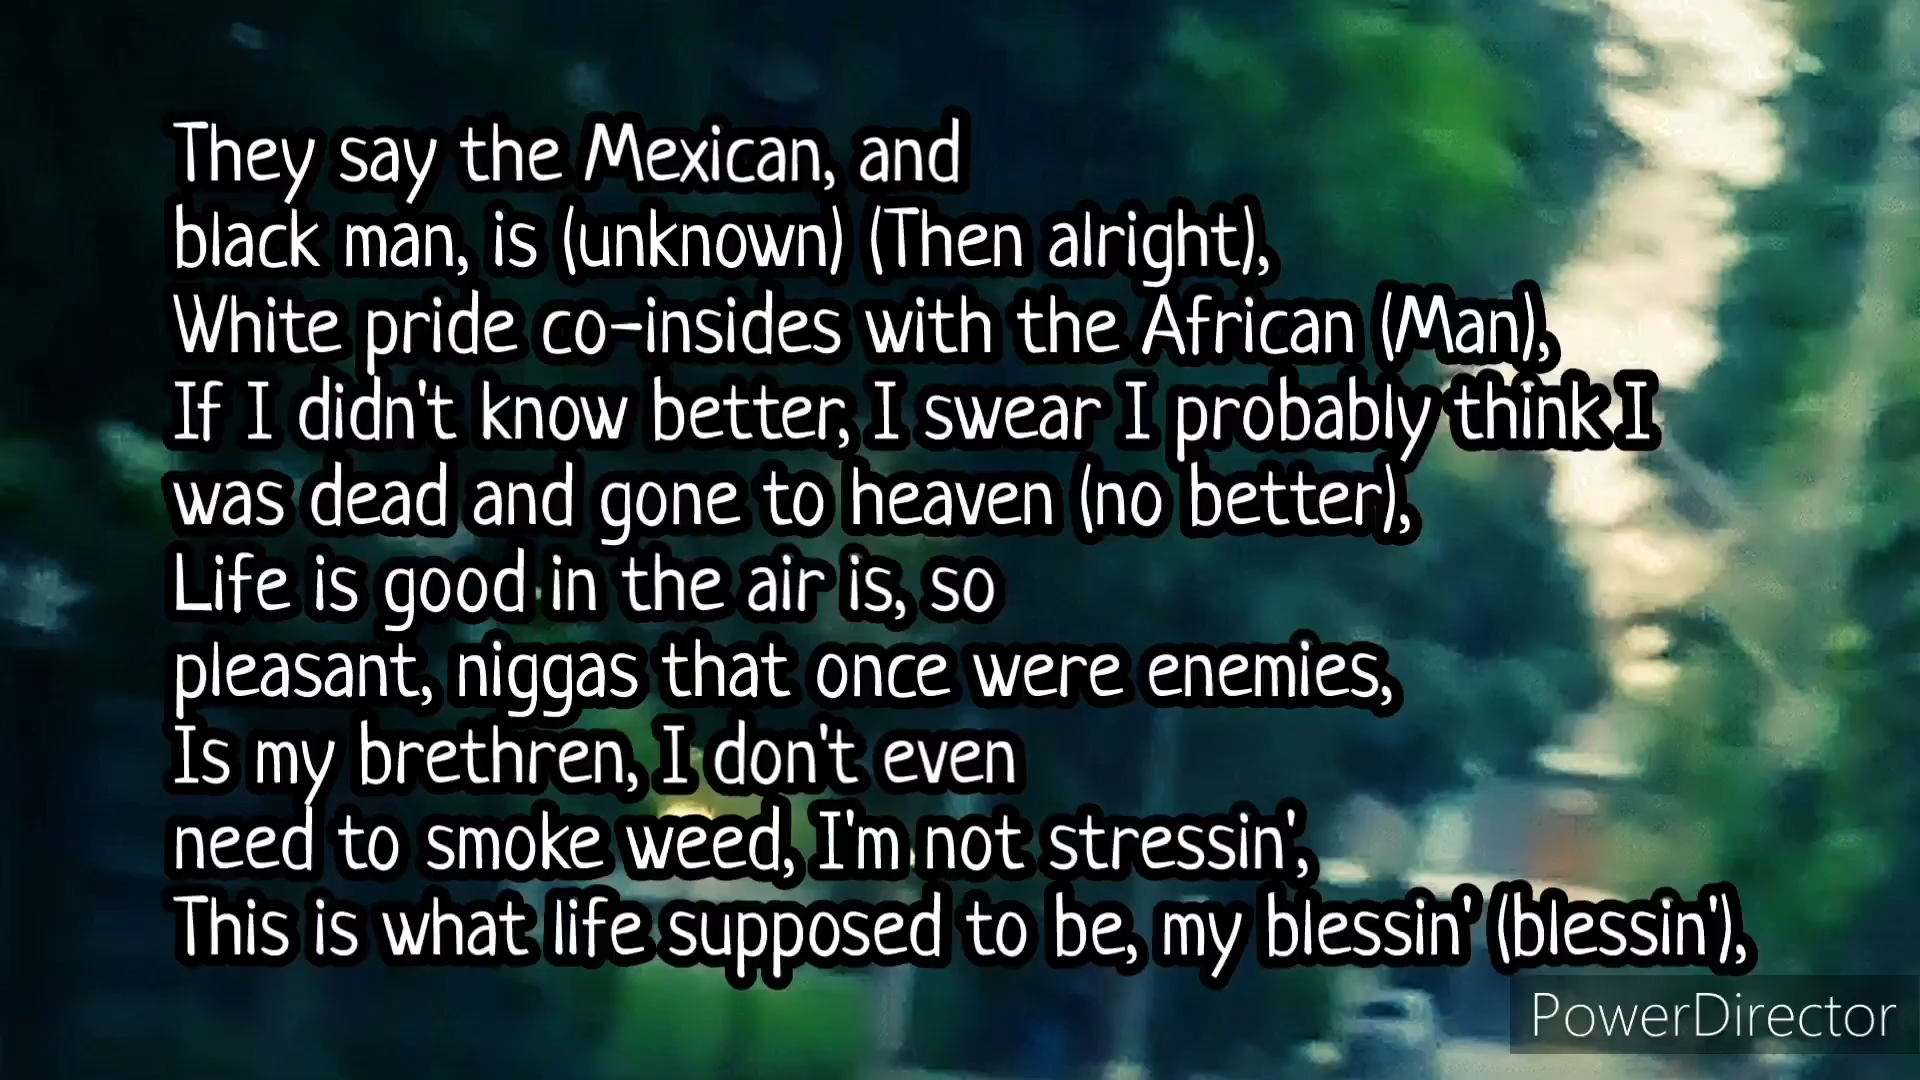 They say the Mexican, and
black man, is (unknown) (Then alright),
White pride co-insides with the African (Man),
If I didn't know better, I swear I probably think I
was dead and gone to heaven (no better),
Life is good in the air is, so
pleasant, niggas that once were enemies,
Is my brethren, I don't even
need to smoke weed, I'm not stressin',
This is what life supposed to be, my blessin' (blessin'),
PowerDirector